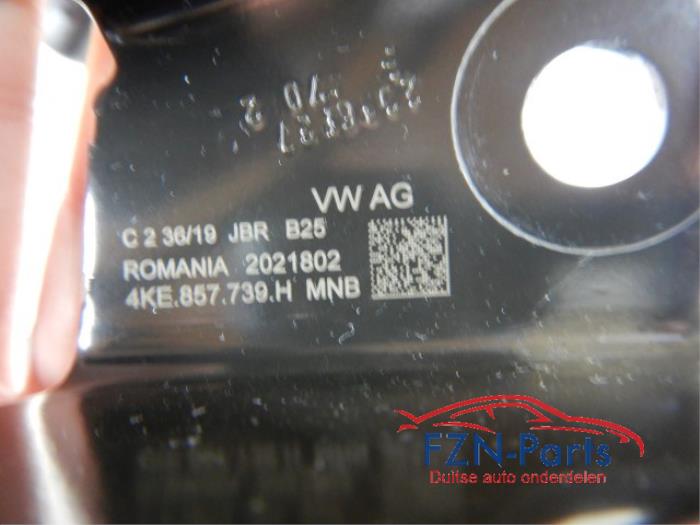 VW AG
C 2 36/19 JBR B25
ROMANIA 2021802
4KE.857.739.H MNB
FZN-Parts
Duitse auto onderdelen